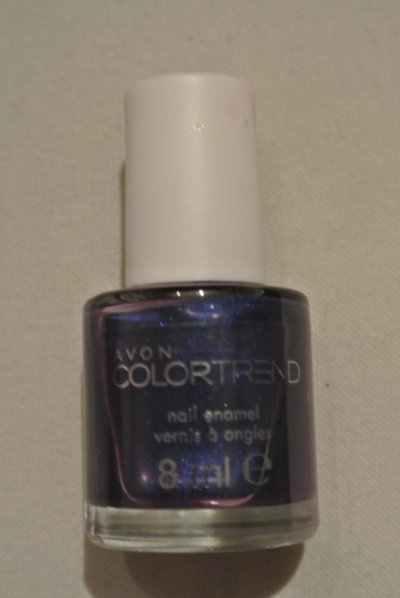 AVON
COLORTREND
nail enamel
vernis à ongles
8 ml ℮